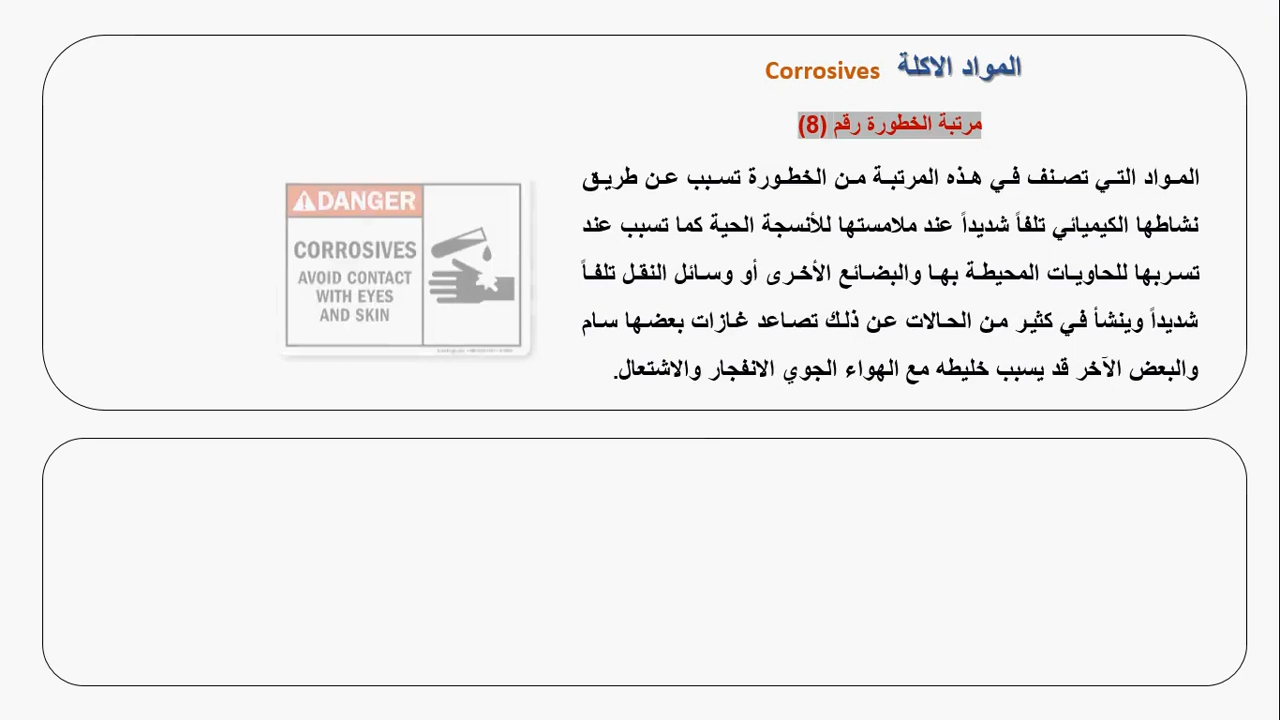 المواد الاكلة Corrosives
مرتبة الخطورة رقم (8)
المواد التي تصنف في هذه المرتبة من الخطورة تسبب عن طريق
نشاطها الكيميائي تلفاً شديداً عند ملامستها للأنسجة الحية كما تسبب عند
تسربها للحاويات المحيطة بها والبضائع الأخرى أو وسائل النقل تلفاً
شديداً وينشأ في كثير من الحالات عن ذلك تصاعد غازات بعضها سام
والبعض الآخر قد يسبب خليطه مع الهواء الجوي الانفجار والاشتعال.
DANGER
CORROSIVES
AVOID CONTACT
WITH EYES
AND SKIN